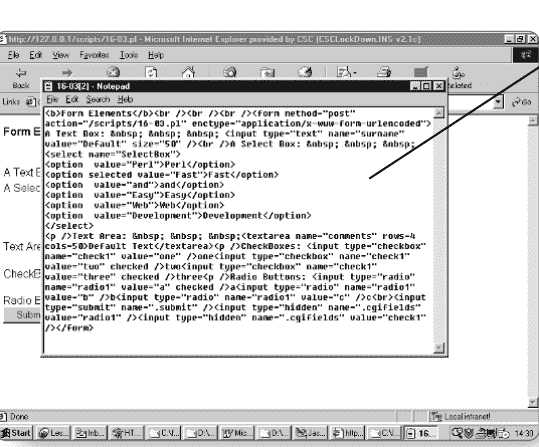 http://127.0.0.1/scripts/16-03.pl - Microsoft Internet Explorer provided by CSC (CSCLockDown.INS v2.1c)
File Edit View Favorites Tools Help
Back
Links
Go
16-03[2] - Notepad
File Edit Search Help
<b>Form Elements</b><br /><br /><br /><form method="post"
action="/scripts/16-03.pl" enctype="application/x-www-form-urlencoded">
A Text Box: &nbsp; &nbsp; &nbsp; <input type="text" name="surname"
value="Default" size="50" /><br />A Select Box: &nbsp; &nbsp; &nbsp;
<select name="SelectBox">
<option  value="Perl">Perl</option>
<option selected value="Fast">Fast</option>
<option  value="and">and</option>
<option  value="Easy">Easy</option>
<option  value="Web">Web</option>
<option  value="Development">Development</option>
</select>
<p />Text Area: &nbsp; &nbsp; &nbsp;<textarea name="comments" rows=4
cols=50>Default Text</textarea><p />CheckBoxes: <input type="checkbox"
name="check1" value="one" />one<input type="checkbox" name="check1"
value="two" checked />two<input type="checkbox" name="check1"
value="three" checked />three<p />Radio Buttons: <input type="radio"
name="radio1" value="a" checked />a<input type="radio" name="radio1"
value="b" />b<input type="radio" name="radio1" value="c" />c<br><input
type="submit" name=".submit" /><input type="hidden" name=".cgifields"
value="radio1" /><input type="hidden" name=".cgifields" value="check1"
/></form>
Form E
A Text E
A Selec
Text Are
CheckB
Radio E
Subm
Done
Local intranet
Start
16...
14:30